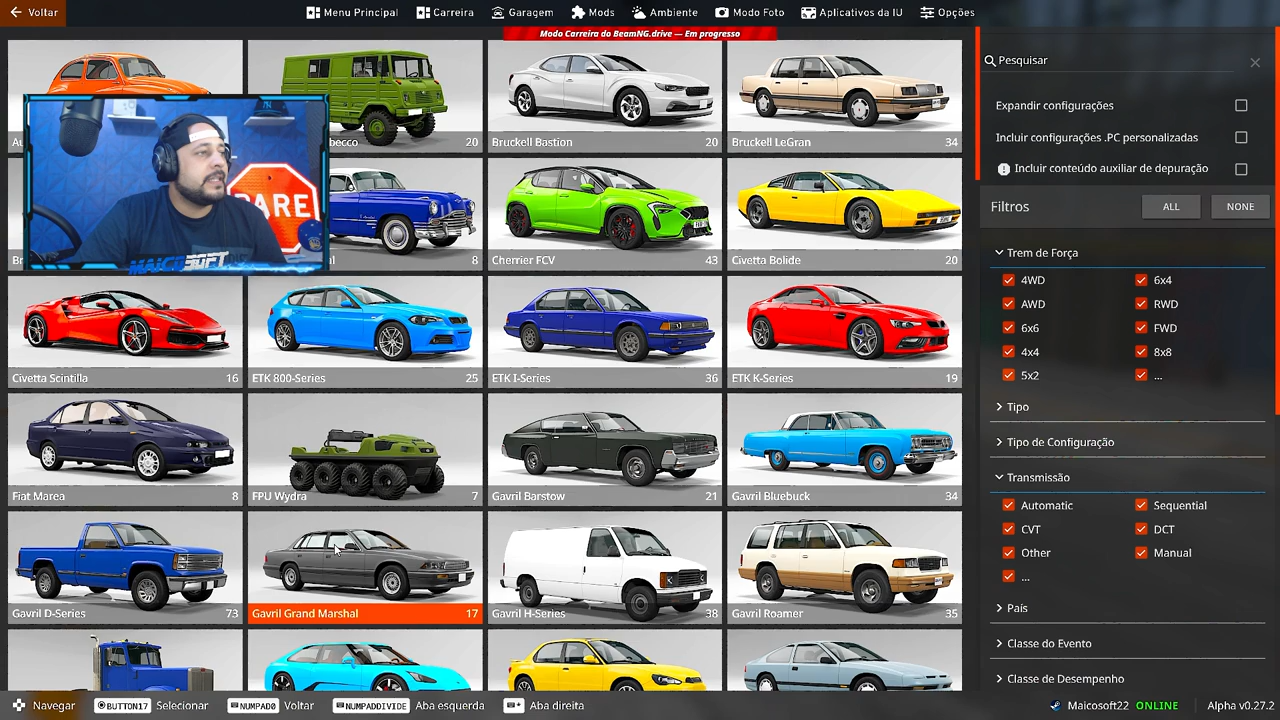 Voltar
Menu Principal
Carreira
Garagem
Mods
Ambiente
Modo Foto
Aplicativos da IU
Opções
Modo Carreira do BeamNG.drive — Em progresso
20
Bruckell Bastion 20
Bruckell LeGran 34
8
Cherrier FCV 43
Civetta Bolide 20
Civetta Scintilla 16
ETK 800-Series 25
ETK I-Series 36
ETK K-Series 19
Fiat Marea 8
FPU Wydra 7
Gavril Barstow 21
Gavril Bluebuck 34
Gavril D-Series 73
Gavril Grand Marshal 17
Gavril H-Series 38
Gavril Roamer 35
MAICOSOFT
Pesquisar
Expandir configurações
Incluir configurações .PC personalizadas
Incluir conteúdo auxiliar de depuração
Filtros
ALL
NONE
Trem de Força
4WD
6x4
AWD
RWD
6x6
FWD
4x4
8x8
5x2
...
Tipo
Tipo de Configuração
Transmissão
Automatic
Sequential
CVT
DCT
Other
Manual
...
País
Classe do Evento
Classe de Desempenho
Navegar
BUTTON17 Selecionar
NUMPAD0 Voltar
NUMPADDIVIDE Aba esquerda
Aba direita
Maicosoft22 ONLINE
Alpha v0.27.2